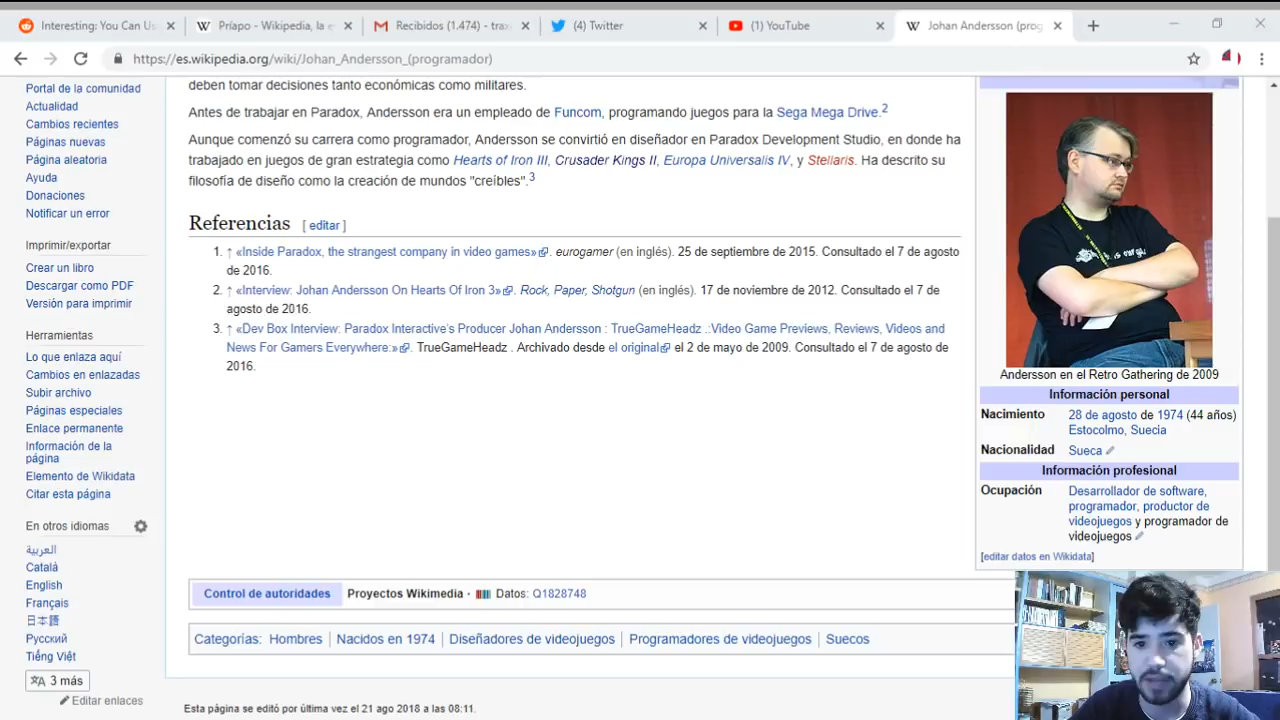 Interesting: You Can Us
Príapo - Wikipedia, la e
Recibidos (1.474) - trax
(4) Twitter
(1) YouTube
Johan Andersson (prog
https://es.wikipedia.org/wiki/Johan_Andersson_(programador)
Portal de la comunidad
Actualidad
Cambios recientes
Páginas nuevas
Página aleatoria
Ayuda
Donaciones
Notificar un error
Imprimir/exportar
Crear un libro
Descargar como PDF
Versión para imprimir
Herramientas
Lo que enlaza aquí
Cambios en enlazadas
Subir archivo
Páginas especiales
Enlace permanente
Información de la
página
Elemento de Wikidata
Citar esta página
En otros idiomas
العربية
Català
English
Français
日本語
Русский
Tiếng Việt
3 más
Editar enlaces
deben tomar decisiones tanto económicas como militares.
Antes de trabajar en Paradox, Andersson era un empleado de Funcom, programando juegos para la Sega Mega Drive.2
Aunque comenzó su carrera como programador, Andersson se convirtió en diseñador en Paradox Development Studio, en donde ha
trabajado en juegos de gran estrategia como Hearts of Iron III, Crusader Kings II, Europa Universalis IV, y Stellaris. Ha descrito su
filosofía de diseño como la creación de mundos "creíbles".3
Referencias [ editar ]
1. ↑ «Inside Paradox, the strangest company in video games». eurogamer (en inglés). 25 de septiembre de 2015. Consultado el 7 de agosto
de 2016.
2. ↑ «Interview: Johan Andersson On Hearts Of Iron 3». Rock, Paper, Shotgun (en inglés). 17 de noviembre de 2012. Consultado el 7 de
agosto de 2016.
3. ↑ «Dev Box Interview: Paradox Interactive's Producer Johan Andersson : TrueGameHeadz .:Video Game Previews, Reviews, Videos and
News For Gamers Everywhere:.». TrueGameHeadz . Archivado desde el original el 2 de mayo de 2009. Consultado el 7 de agosto de
2016.
Andersson en el Retro Gathering de 2009
Información personal
Nacimiento 28 de agosto de 1974 (44 años)
Estocolmo, Suecia
Nacionalidad Sueca
Información profesional
Ocupación Desarrollador de software,
programador, productor de
videojuegos y programador de
videojuegos
[editar datos en Wikidata]
Control de autoridades Proyectos Wikimedia · Datos: Q1828748
Categorías: Hombres | Nacidos en 1974 | Diseñadores de videojuegos | Programadores de videojuegos | Suecos
Esta página se editó por última vez el 21 ago 2018 a las 08:11.